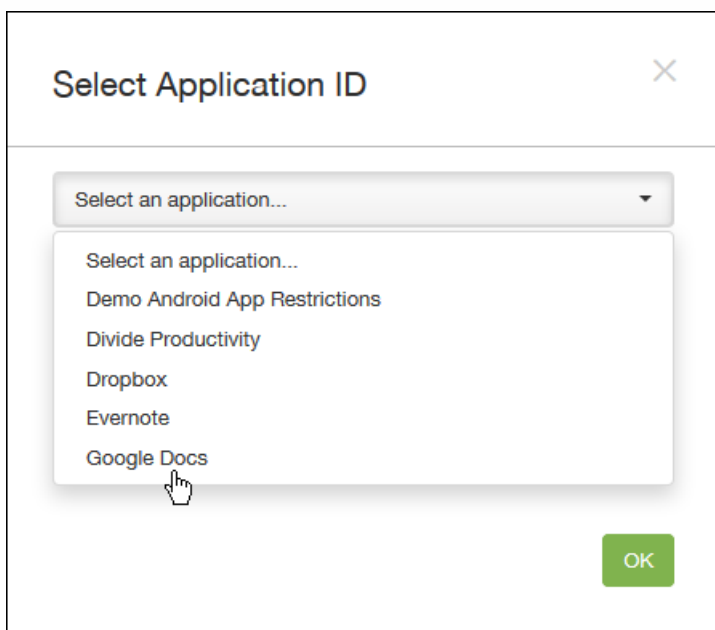 Select Application ID
Select an application...
Select an application...
Demo Android App Restrictions
Divide Productivity
Dropbox
Evernote
Google Docs
OK